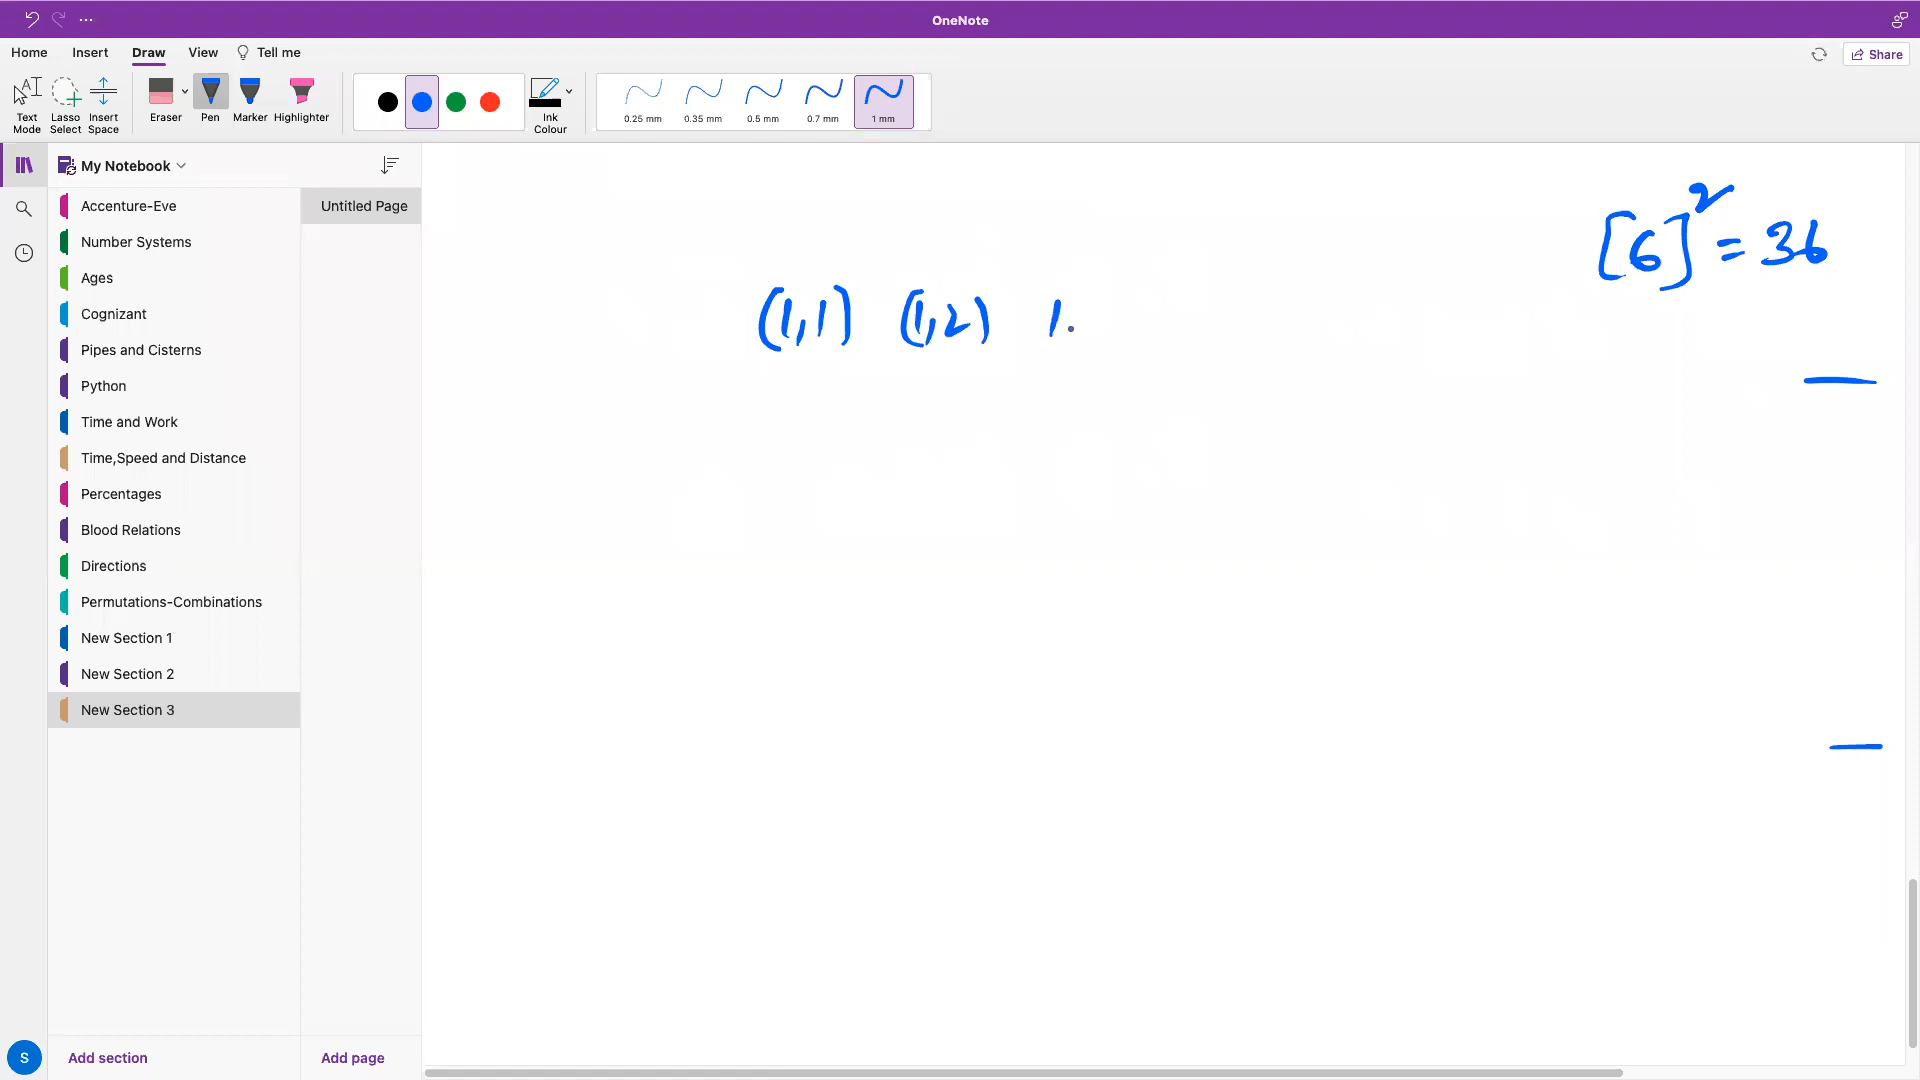 OneNote
Home Insert Draw View Tell me
Share
Text Mode
Lasso Select
Insert Space
Eraser
Pen
Marker
Highlighter
Ink Colour
0.25 mm
0.35 mm
0.5 mm
0.7 mm
1 mm
My Notebook
Accenture-Eve
Number Systems
Ages
Cognizant
Pipes and Cisterns
Python
Time and Work
Time,Speed and Distance
Percentages
Blood Relations
Directions
Permutations-Combinations
New Section 1
New Section 2
New Section 3
Untitled Page
[6]² = 36
(1,1) (1,2) 1
S
Add section
Add page